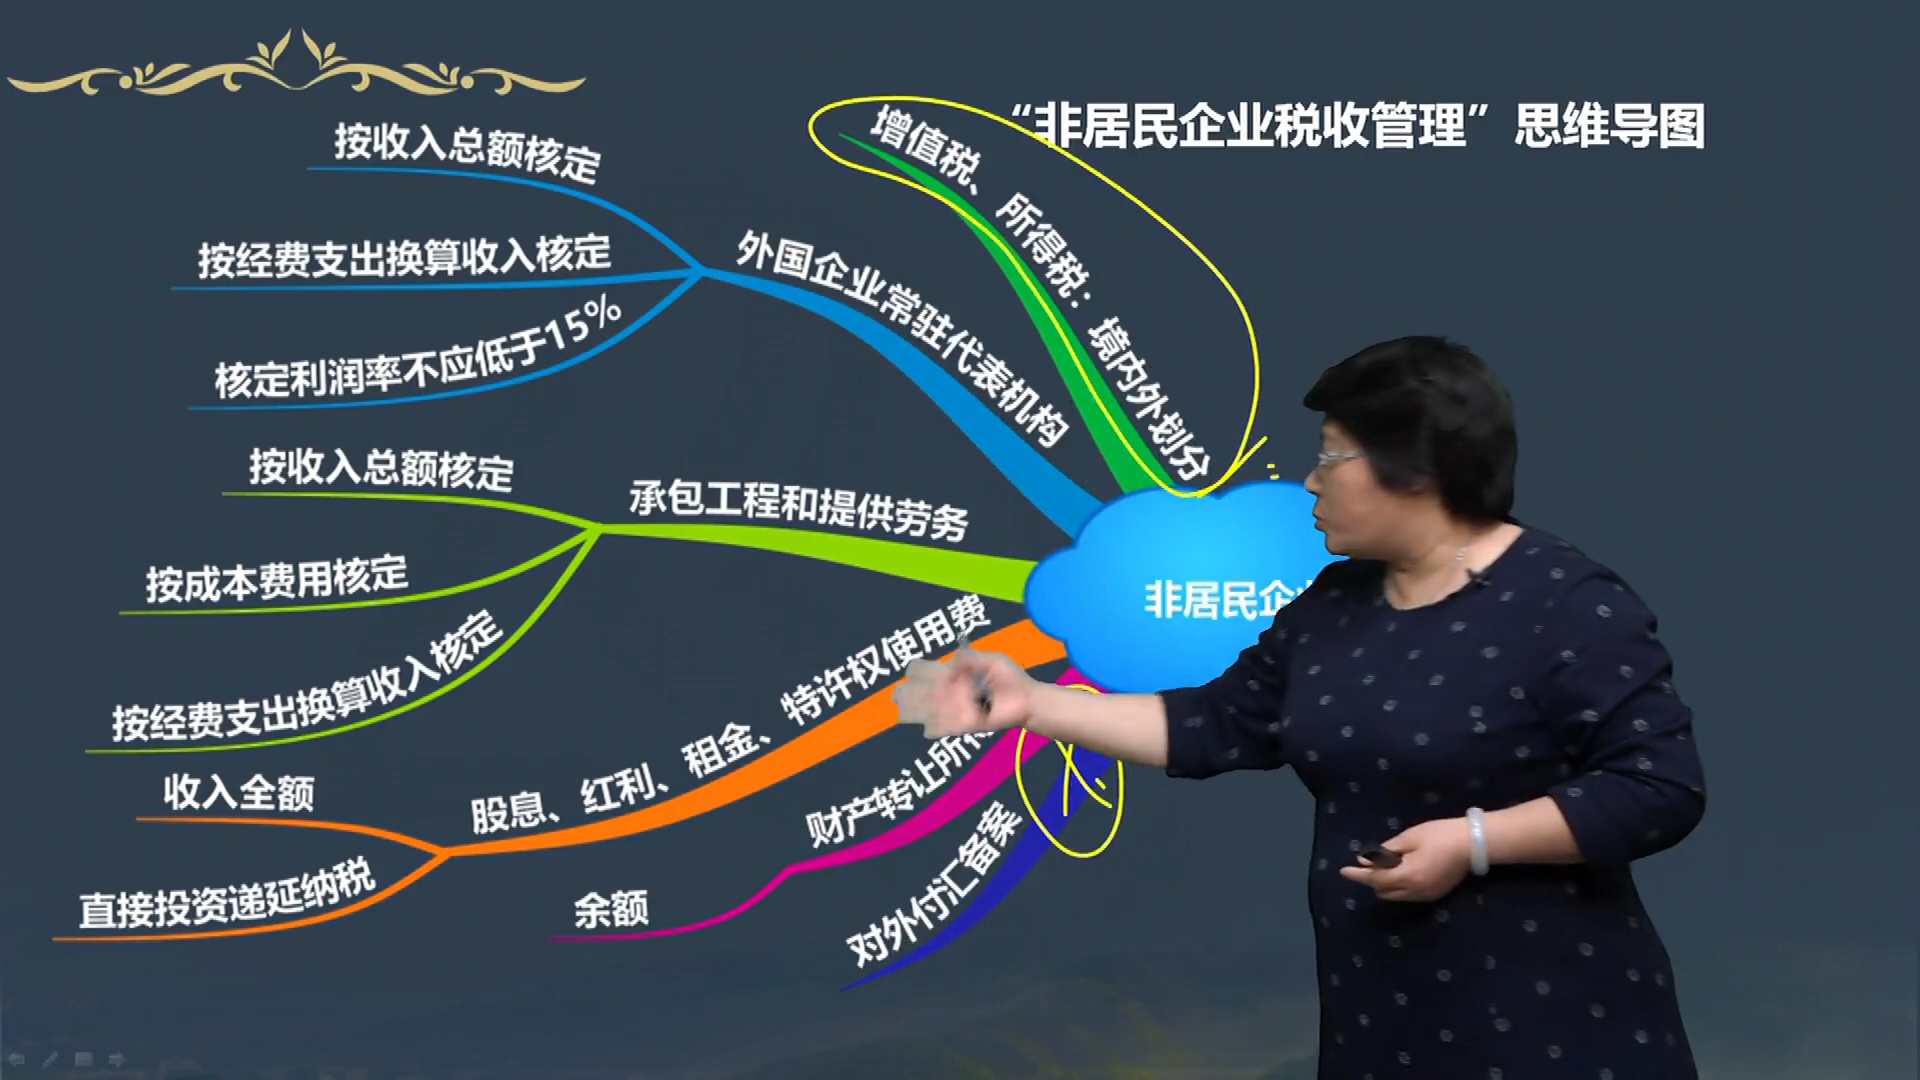 “非居民企业税收管理”思维导图
增值税、所得税：境内外划分
外国企业常驻代表机构
按收入总额核定
按经费支出换算收入核定
核定利润率不应低于15%
承包工程和提供劳务
按收入总额核定
按成本费用核定
按经费支出换算收入核定
股息、红利、租金、特许权使用费
收入全额
直接投资递延纳税
财产转让所得
余额
对外付汇备案
非居民企